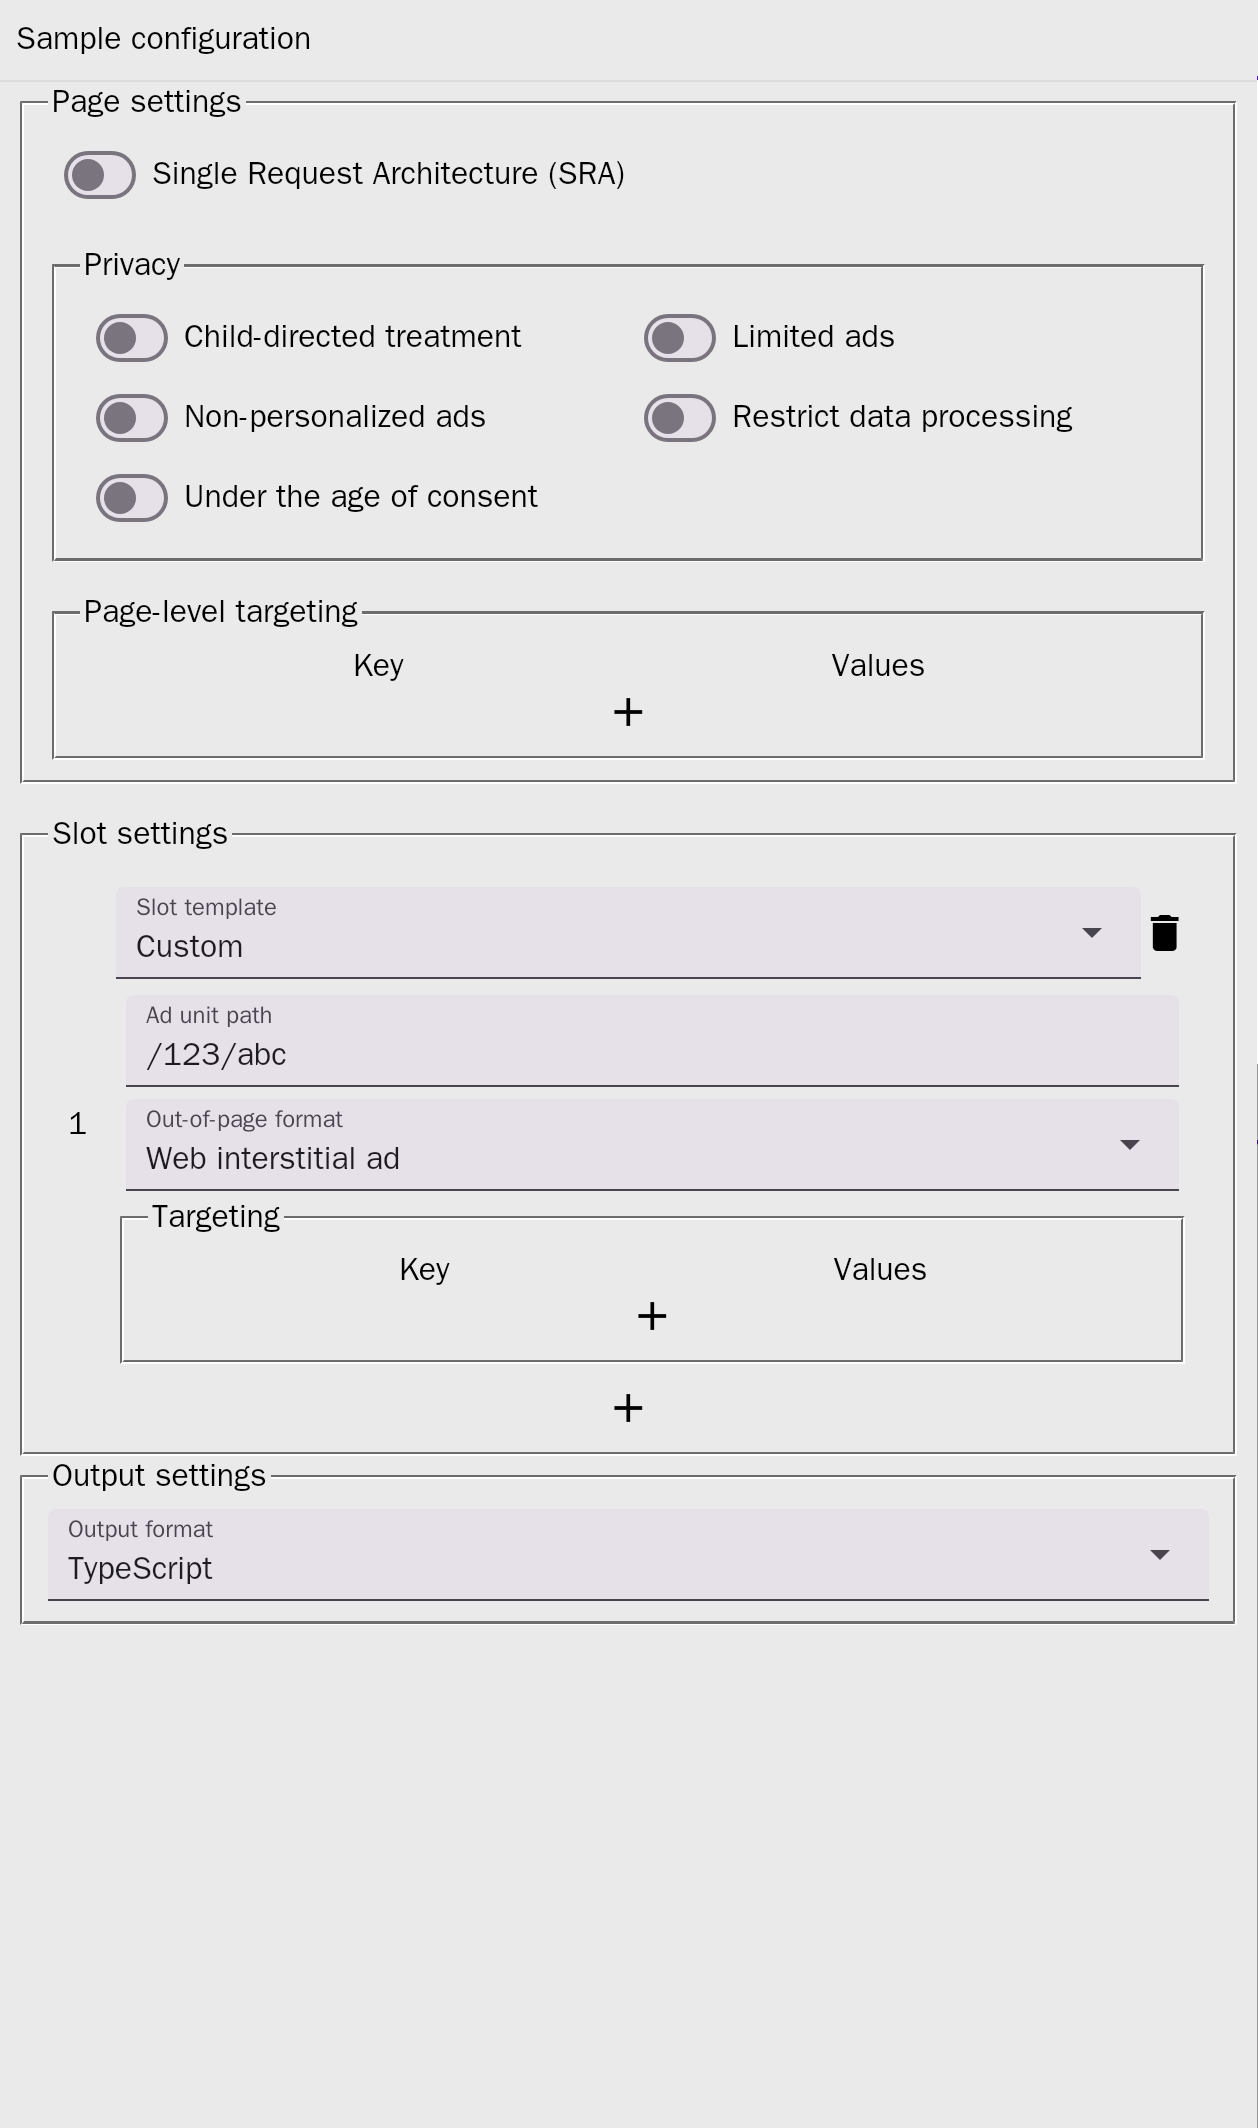 Sample configuration
Page settings
Single Request Architecture (SRA)
Privacy
Child-directed treatment
Limited ads
Non-personalized ads
Restrict data processing
Under the age of consent
Page-level targeting
Key
Values
+
Slot settings
Slot template
Custom
Ad unit path
/123/abc
1
Out-of-page format
Web interstitial ad
Targeting
Key
Values
+
+
Output settings
Output format
TypeScript